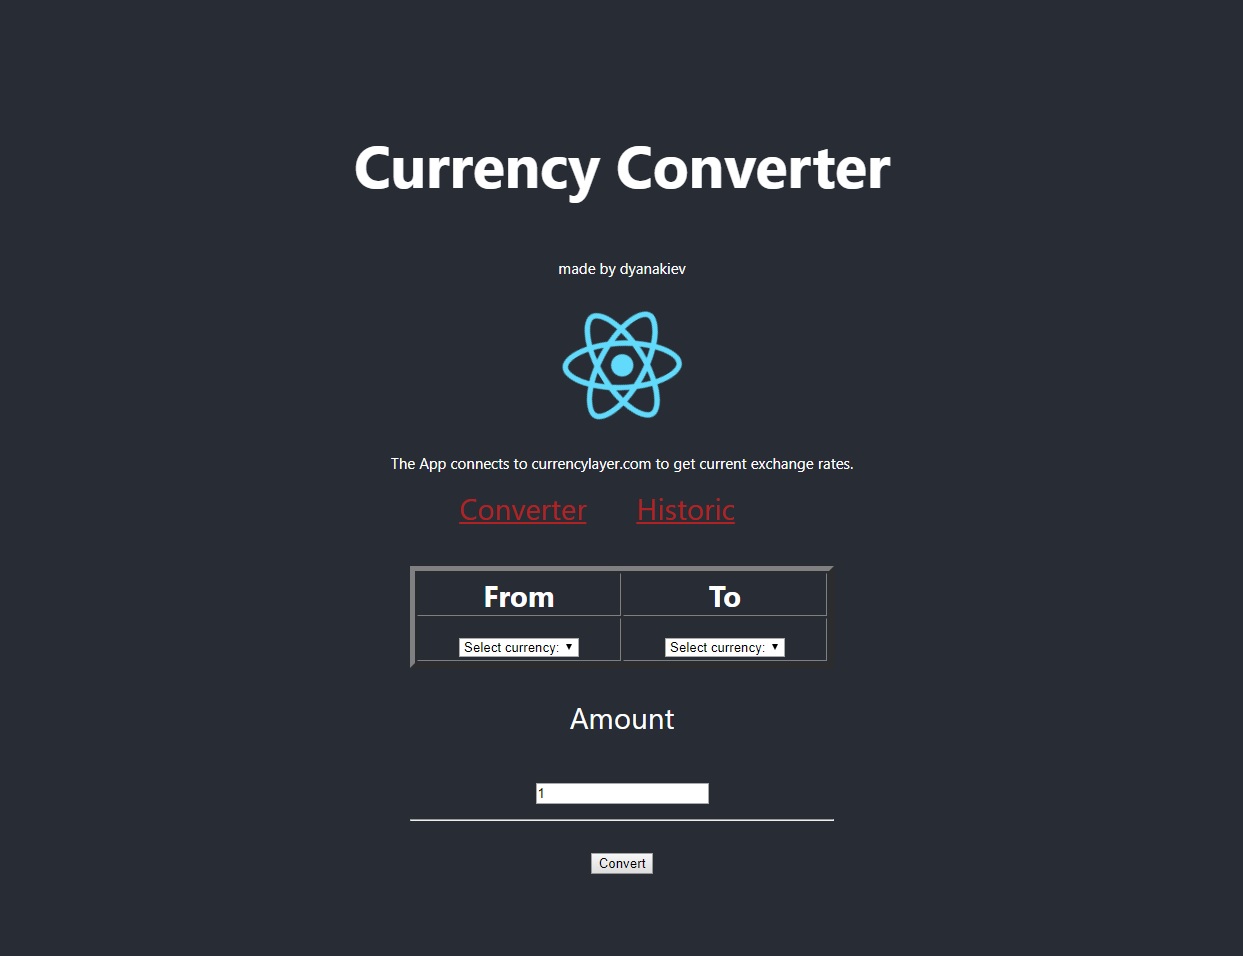 Currency Converter
made by dyanakiev
The App connects to currencylayer.com to get current exchange rates.
Converter Historic
From To
Select currency: Select currency:
Amount
1
Convert